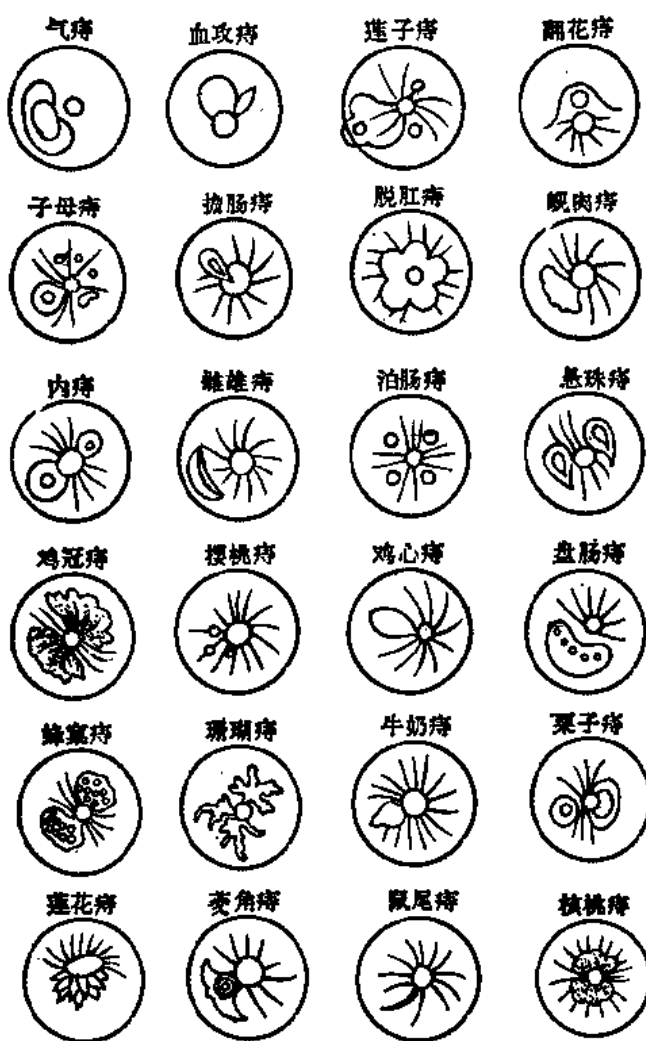 气痔 血攻痔 莲子痔 翻花痔
子母痔 披肠痔 脱肛痔 蚬肉痔
内痔 雌雄痔 泊肠痔 悬珠痔
鸡冠痔 樱桃痔 鸡心痔 盘肠痔
蜂窠痔 珊瑚痔 牛奶痔 栗子痔
莲花痔 菱角痔 鼠尾痔 核桃痔